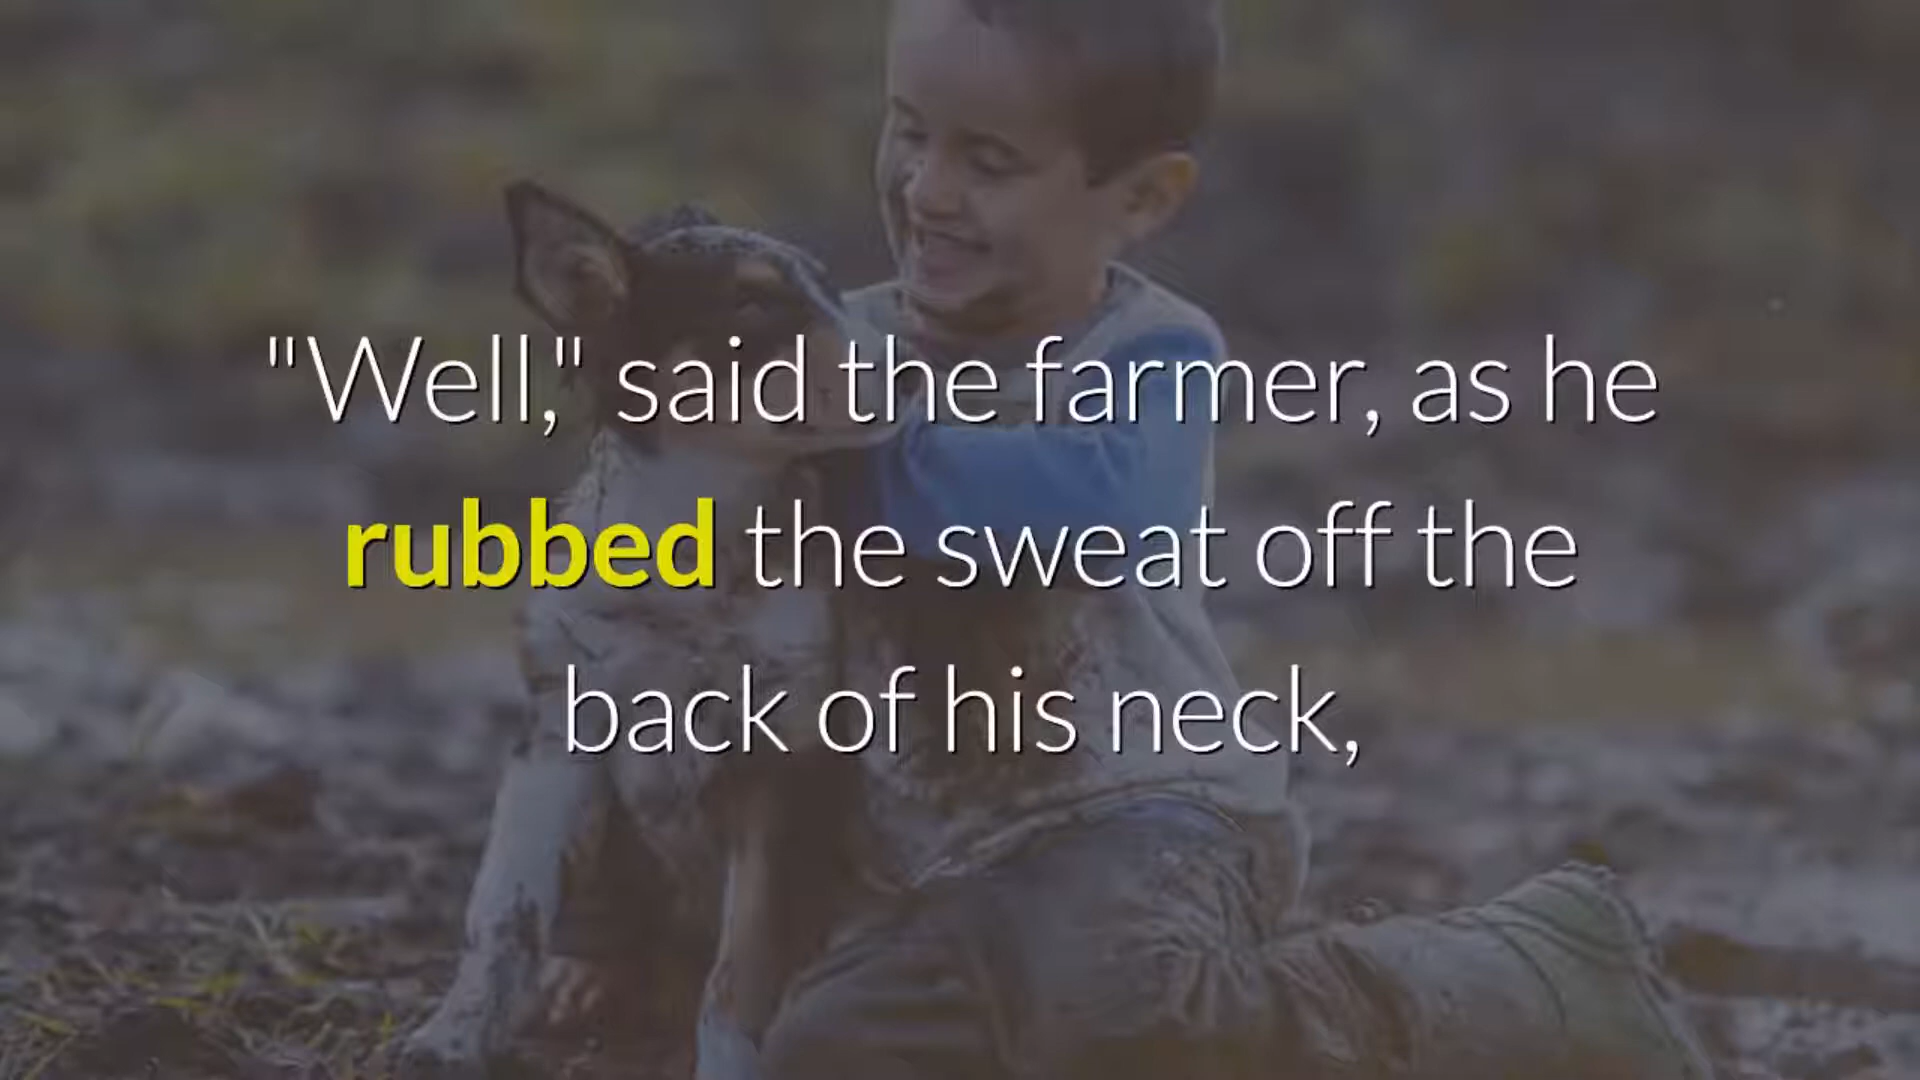 "Well," said the farmer, as he
rubbed the sweat off the
back of his neck,